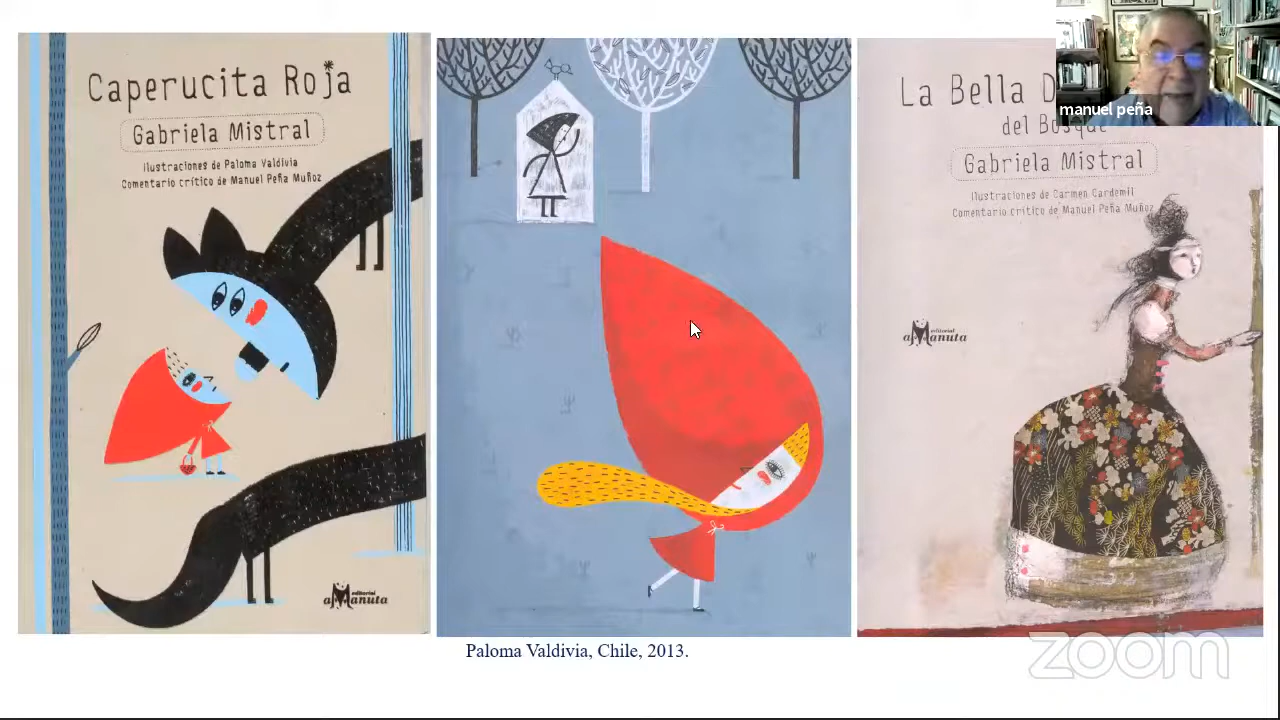 Caperucita Roja
Gabriela Mistral
Ilustraciones de Paloma Valdivia
Comentario crítico de Manuel Peña Muñoz
editorial
aManuta
La Bella D
del Bosque
Gabriela Mistral
Ilustraciones de Carmen Cardemil
Comentario crítico de Manuel Peña Muñoz
editorial
aManuta
manuel peña
Paloma Valdivia, Chile, 2013.
zoom